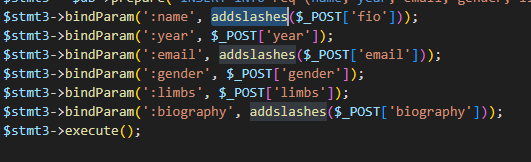 $stmt3->bindParam(':name', addslashes($_POST['fio']));
$stmt3->bindParam(':year', $_POST['year']);
$stmt3->bindParam(':email', addslashes($_POST['email']));
$stmt3->bindParam(':gender', $_POST['gender']);
$stmt3->bindParam(':limbs', $_POST['limbs']);
$stmt3->bindParam(':biography', addslashes($_POST['biography']));
$stmt3->execute();